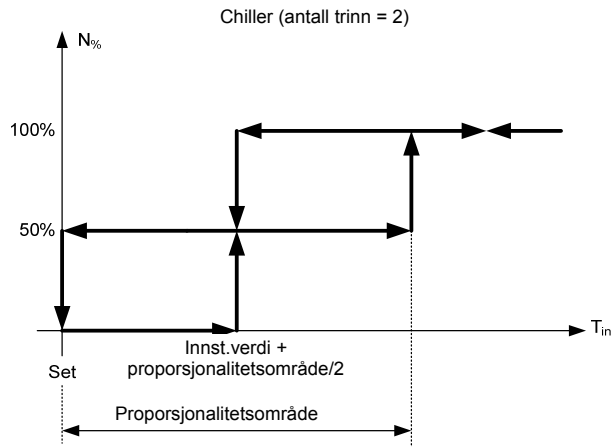 Chiller (antall trinn = 2)
N%
100%
50%
Tin
Innst.verdi +
proporsjonalitetsområde/2
Set
Proporsjonalitetsområde